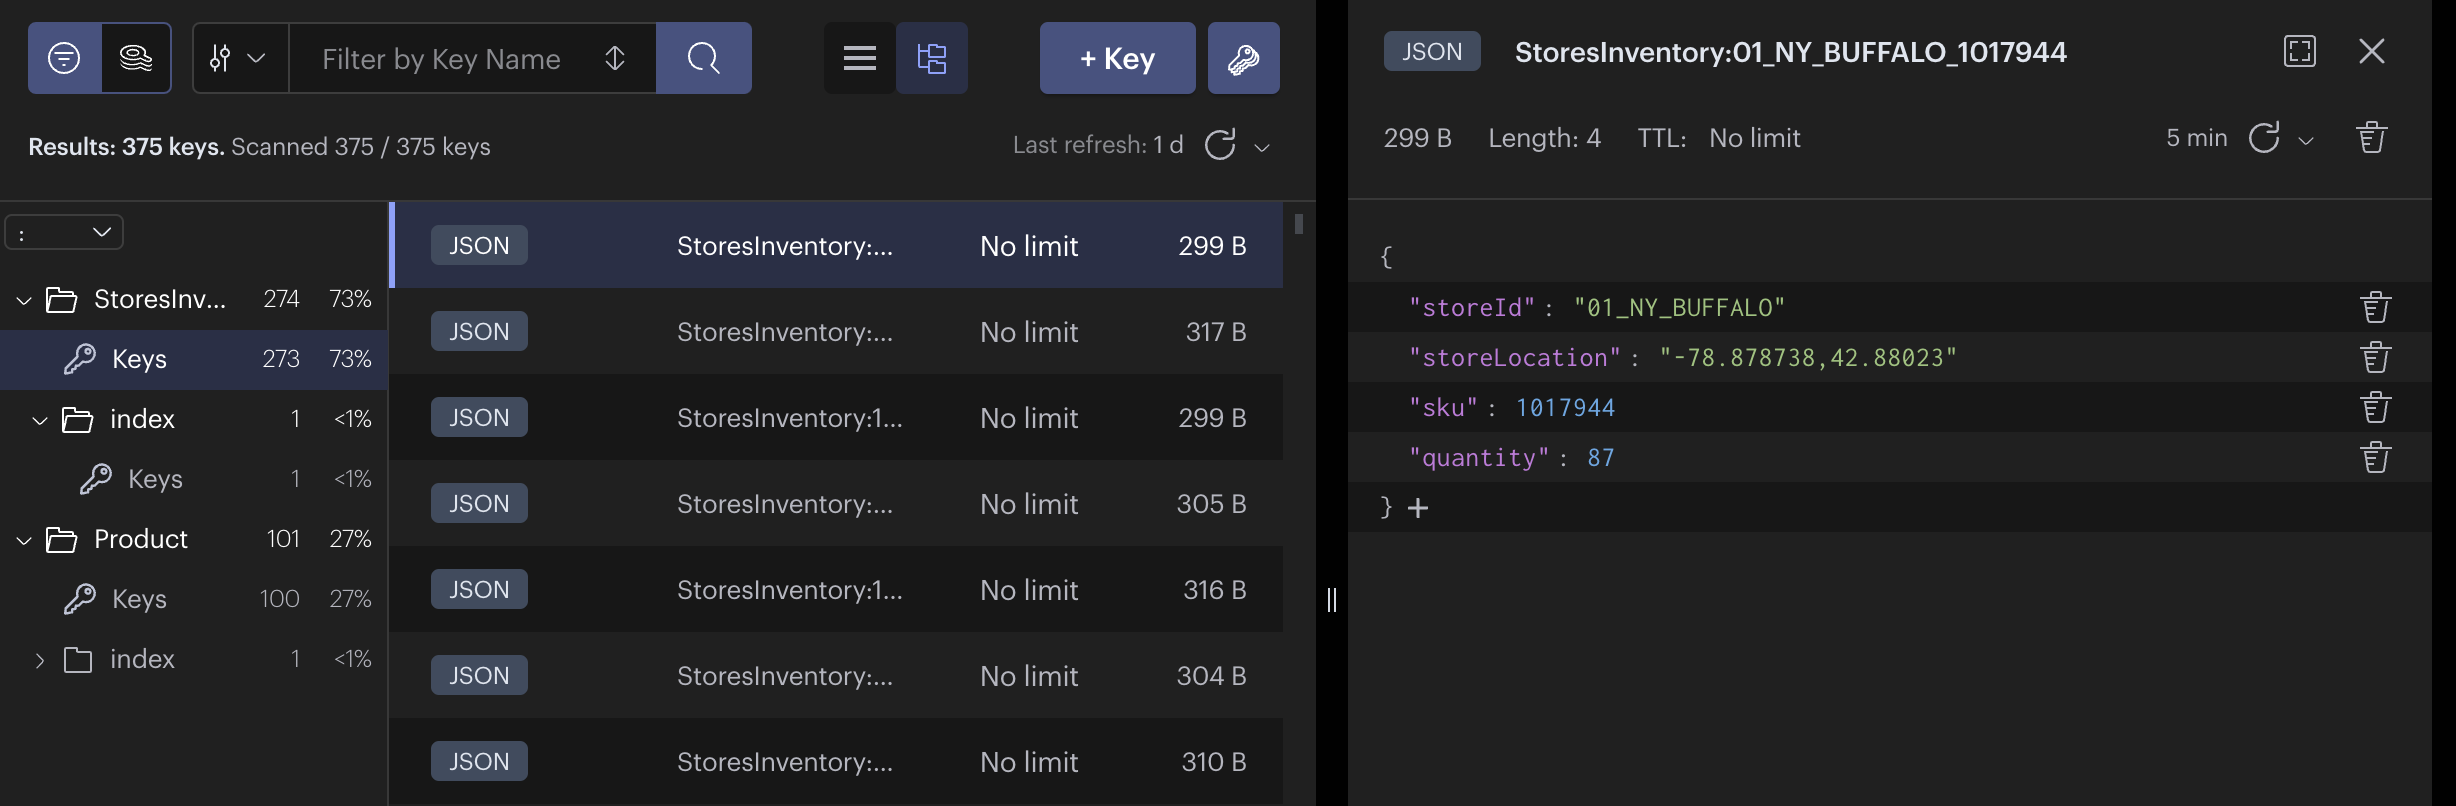 Filter by Key Name
+ Key
Results: 375 keys. Scanned 375 / 375 keys
Last refresh: 1 d
:
StoresInv... 274 73%
Keys 273 73%
index 1 <1%
Keys 1 <1%
Product 101 27%
Keys 100 27%
index 1 <1%
JSON StoresInventory:... No limit 299 B
JSON StoresInventory:... No limit 317 B
JSON StoresInventory:1... No limit 299 B
JSON StoresInventory:... No limit 305 B
JSON StoresInventory:1... No limit 316 B
JSON StoresInventory:... No limit 304 B
JSON StoresInventory:... No limit 310 B
JSON StoresInventory:01_NY_BUFFALO_1017944
299 B Length: 4 TTL: No limit 5 min
{
"storeId" : "01_NY_BUFFALO"
"storeLocation" : "-78.878738,42.88023"
"sku" : 1017944
"quantity" : 87
} +